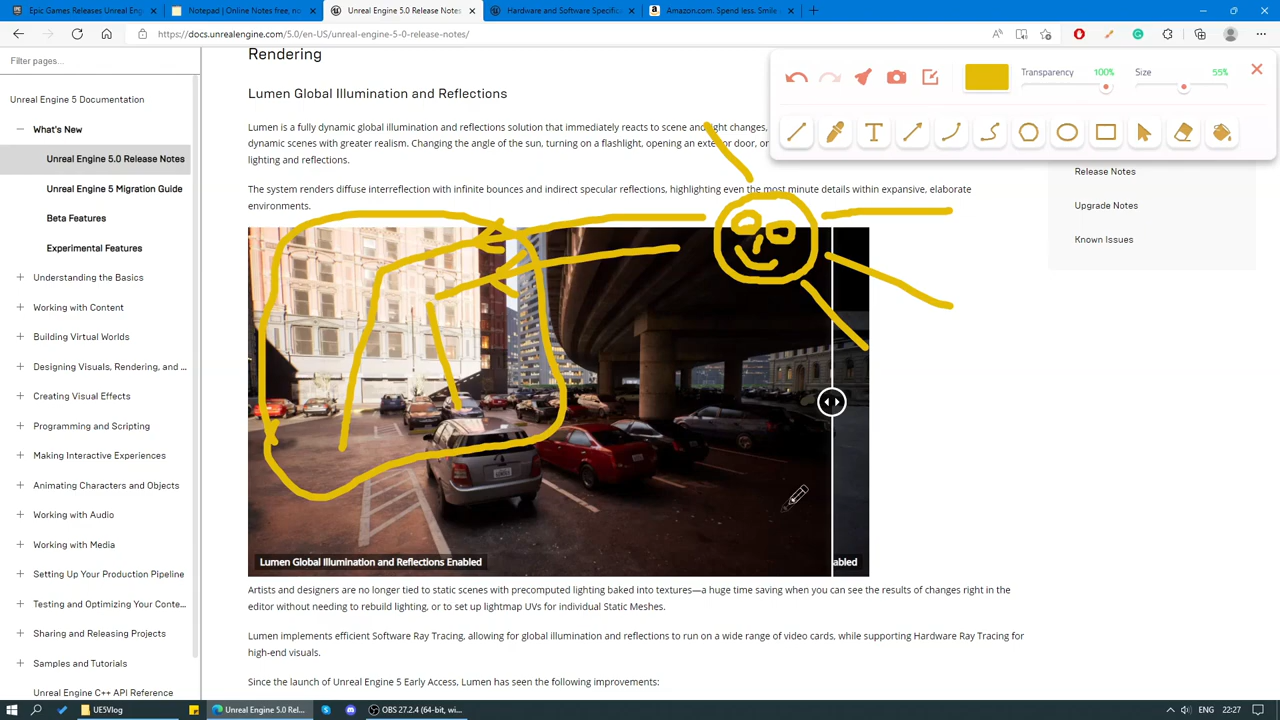 Epic Games Releases Unreal Eng
Notepad | Online Notes free, no
Unreal Engine 5.0 Release Notes
Hardware and Software Specific
Amazon.com. Spend less. Smile
https://docs.unrealengine.com/5.0/en-US/unreal-engine-5-0-release-notes/
Filter pages...
Unreal Engine 5 Documentation
What's New
Unreal Engine 5.0 Release Notes
Unreal Engine 5 Migration Guide
Beta Features
Experimental Features
Understanding the Basics
Working with Content
Building Virtual Worlds
Designing Visuals, Rendering, and ...
Creating Visual Effects
Programming and Scripting
Making Interactive Experiences
Animating Characters and Objects
Working with Audio
Working with Media
Setting Up Your Production Pipeline
Testing and Optimizing Your Conte...
Sharing and Releasing Projects
Samples and Tutorials
Unreal Engine C++ API Reference
Rendering
Lumen Global Illumination and Reflections
Lumen is a fully dynamic global illumination and reflections solution that immediately reacts to scene and light changes,
dynamic scenes with greater realism. Changing the angle of the sun, turning on a flashlight, opening an exterior door, or
lighting and reflections.
The system renders diffuse interreflection with infinite bounces and indirect specular reflections, highlighting even the most minute details within expansive, elaborate
environments.
Lumen Global Illumination and Reflections Enabled
abled
Artists and designers are no longer tied to static scenes with precomputed lighting baked into textures—a huge time saving when you can see the results of changes right in the
editor without needing to rebuild lighting, or to set up lightmap UVs for individual Static Meshes.
Lumen implements efficient Software Ray Tracing, allowing for global illumination and reflections to run on a wide range of video cards, while supporting Hardware Ray Tracing for
high-end visuals.
Since the launch of Unreal Engine 5 Early Access, Lumen has seen the following improvements:
Transparency 100%
Size 55%
Release Notes
Upgrade Notes
Known Issues
UE5Vlog
Unreal Engine 5.0 Rel...
OBS 27.2.4 (64-bit, wi...
ENG
22:27